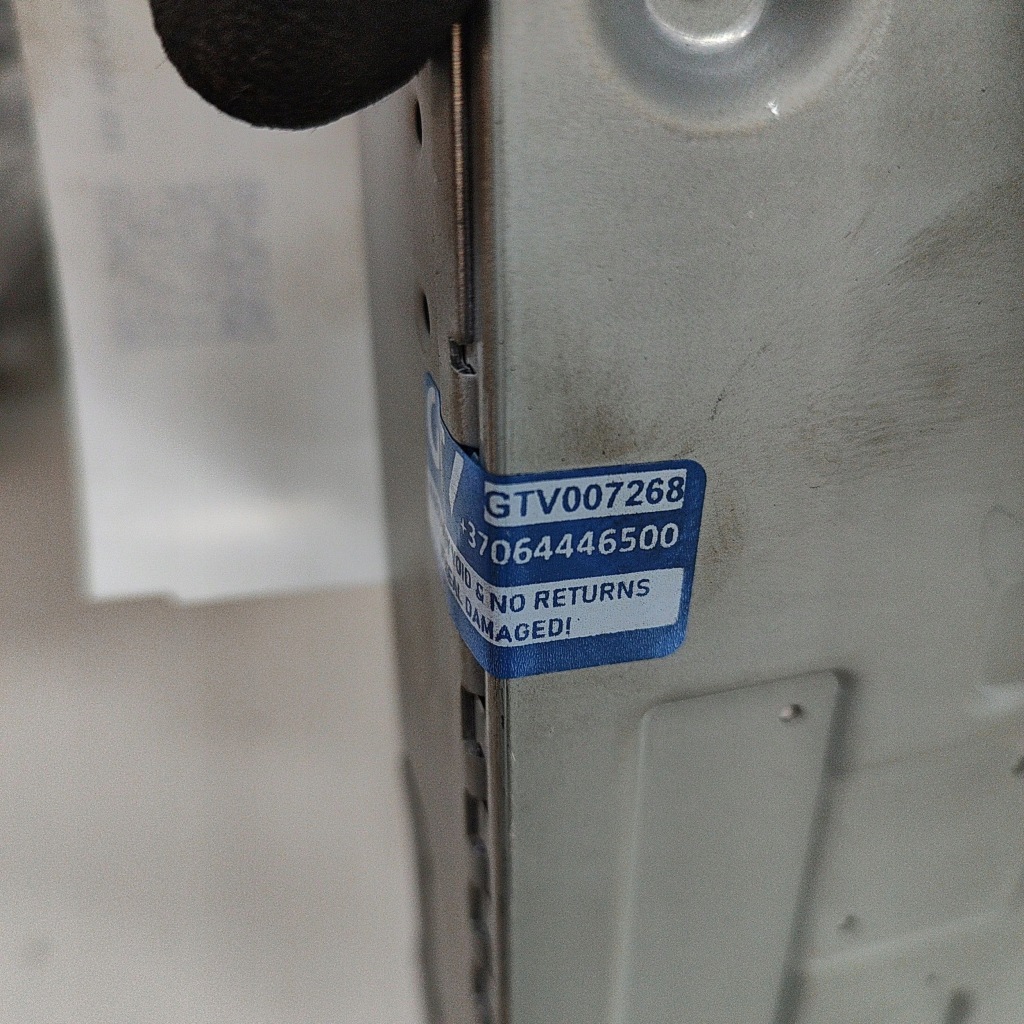 GTV007268
+37064446500
& NO RETURNS
DAMAGED!